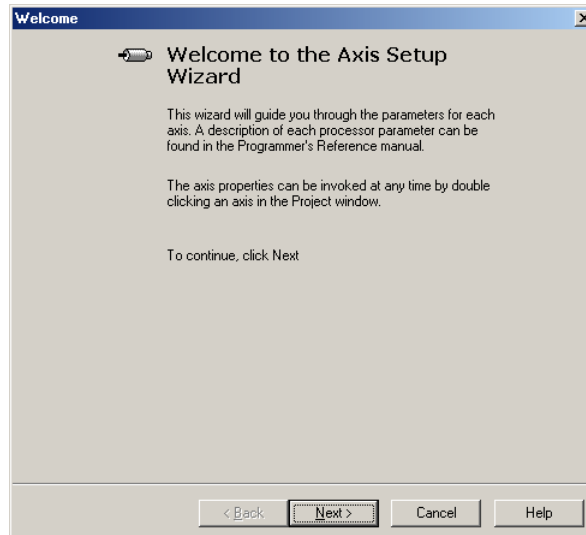 Welcome
Welcome to the Axis Setup
Wizard
This wizard will guide you through the parameters for each
axis. A description of each processor parameter can be
found in the Programmer's Reference manual.
The axis properties can be invoked at any time by double
clicking an axis in the Project window.
To continue, click Next
< Back Next > Cancel Help